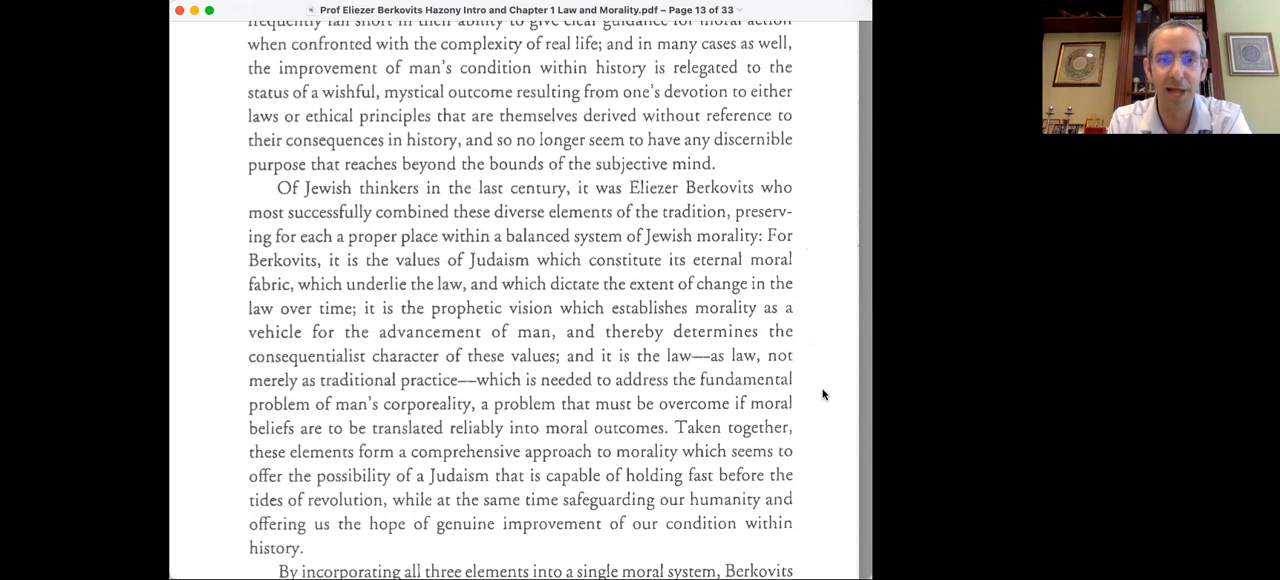 Prof Eliezer Berkovits Hazony Intro and Chapter 1 Law and Morality.pdf – Page 13 of 33
frequently fall short in their ability to give clear guidance for moral action
when confronted with the complexity of real life; and in many cases as well,
the improvement of man's condition within history is relegated to the
status of a wishful, mystical outcome resulting from one's devotion to either
laws or ethical principles that are themselves derived without reference to
their consequences in history, and so no longer seem to have any discernible
purpose that reaches beyond the bounds of the subjective mind.
Of Jewish thinkers in the last century, it was Eliezer Berkovits who
most successfully combined these diverse elements of the tradition, preserv-
ing for each a proper place within a balanced system of Jewish morality: For
Berkovits, it is the values of Judaism which constitute its eternal moral
fabric, which underlie the law, and which dictate the extent of change in the
law over time; it is the prophetic vision which establishes morality as a
vehicle for the advancement of man, and thereby determines the
consequentialist character of these values; and it is the law—as law, not
merely as traditional practice—which is needed to address the fundamental
problem of man's corporeality, a problem that must be overcome if moral
beliefs are to be translated reliably into moral outcomes. Taken together,
these elements form a comprehensive approach to morality which seems to
offer the possibility of a Judaism that is capable of holding fast before the
tides of revolution, while at the same time safeguarding our humanity and
offering us the hope of genuine improvement of our condition within
history.
By incorporating all three elements into a single moral system, Berkovits